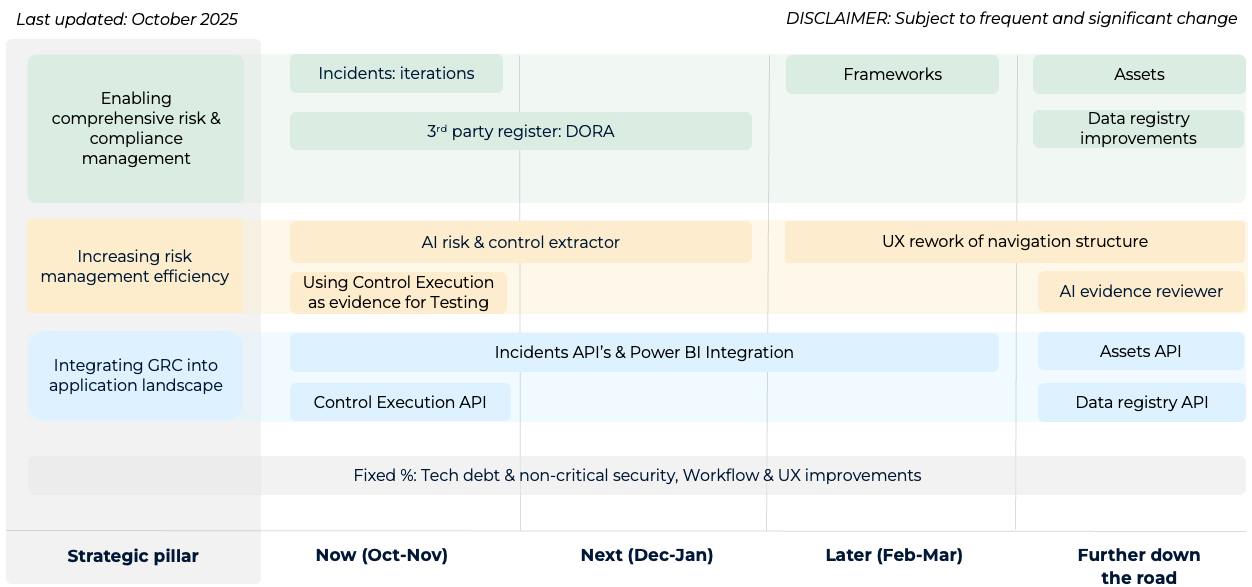 Last updated: October 2025
DISCLAIMER: Subject to frequent and significant change
Enabling
comprehensive risk &
compliance
management
Incidents: iterations
3rd party register: DORA
Frameworks
Assets
Data registry
improvements
Increasing risk
management efficiency
AI risk & control extractor
Using Control Execution
as evidence for Testing
UX rework of navigation structure
AI evidence reviewer
Integrating GRC into
application landscape
Incidents API’s & Power BI Integration
Control Execution API
Assets API
Data registry API
Fixed %: Tech debt & non-critical security, Workflow & UX improvements
Strategic pillar
Now (Oct-Nov)
Next (Dec-Jan)
Later (Feb-Mar)
Further down
the road